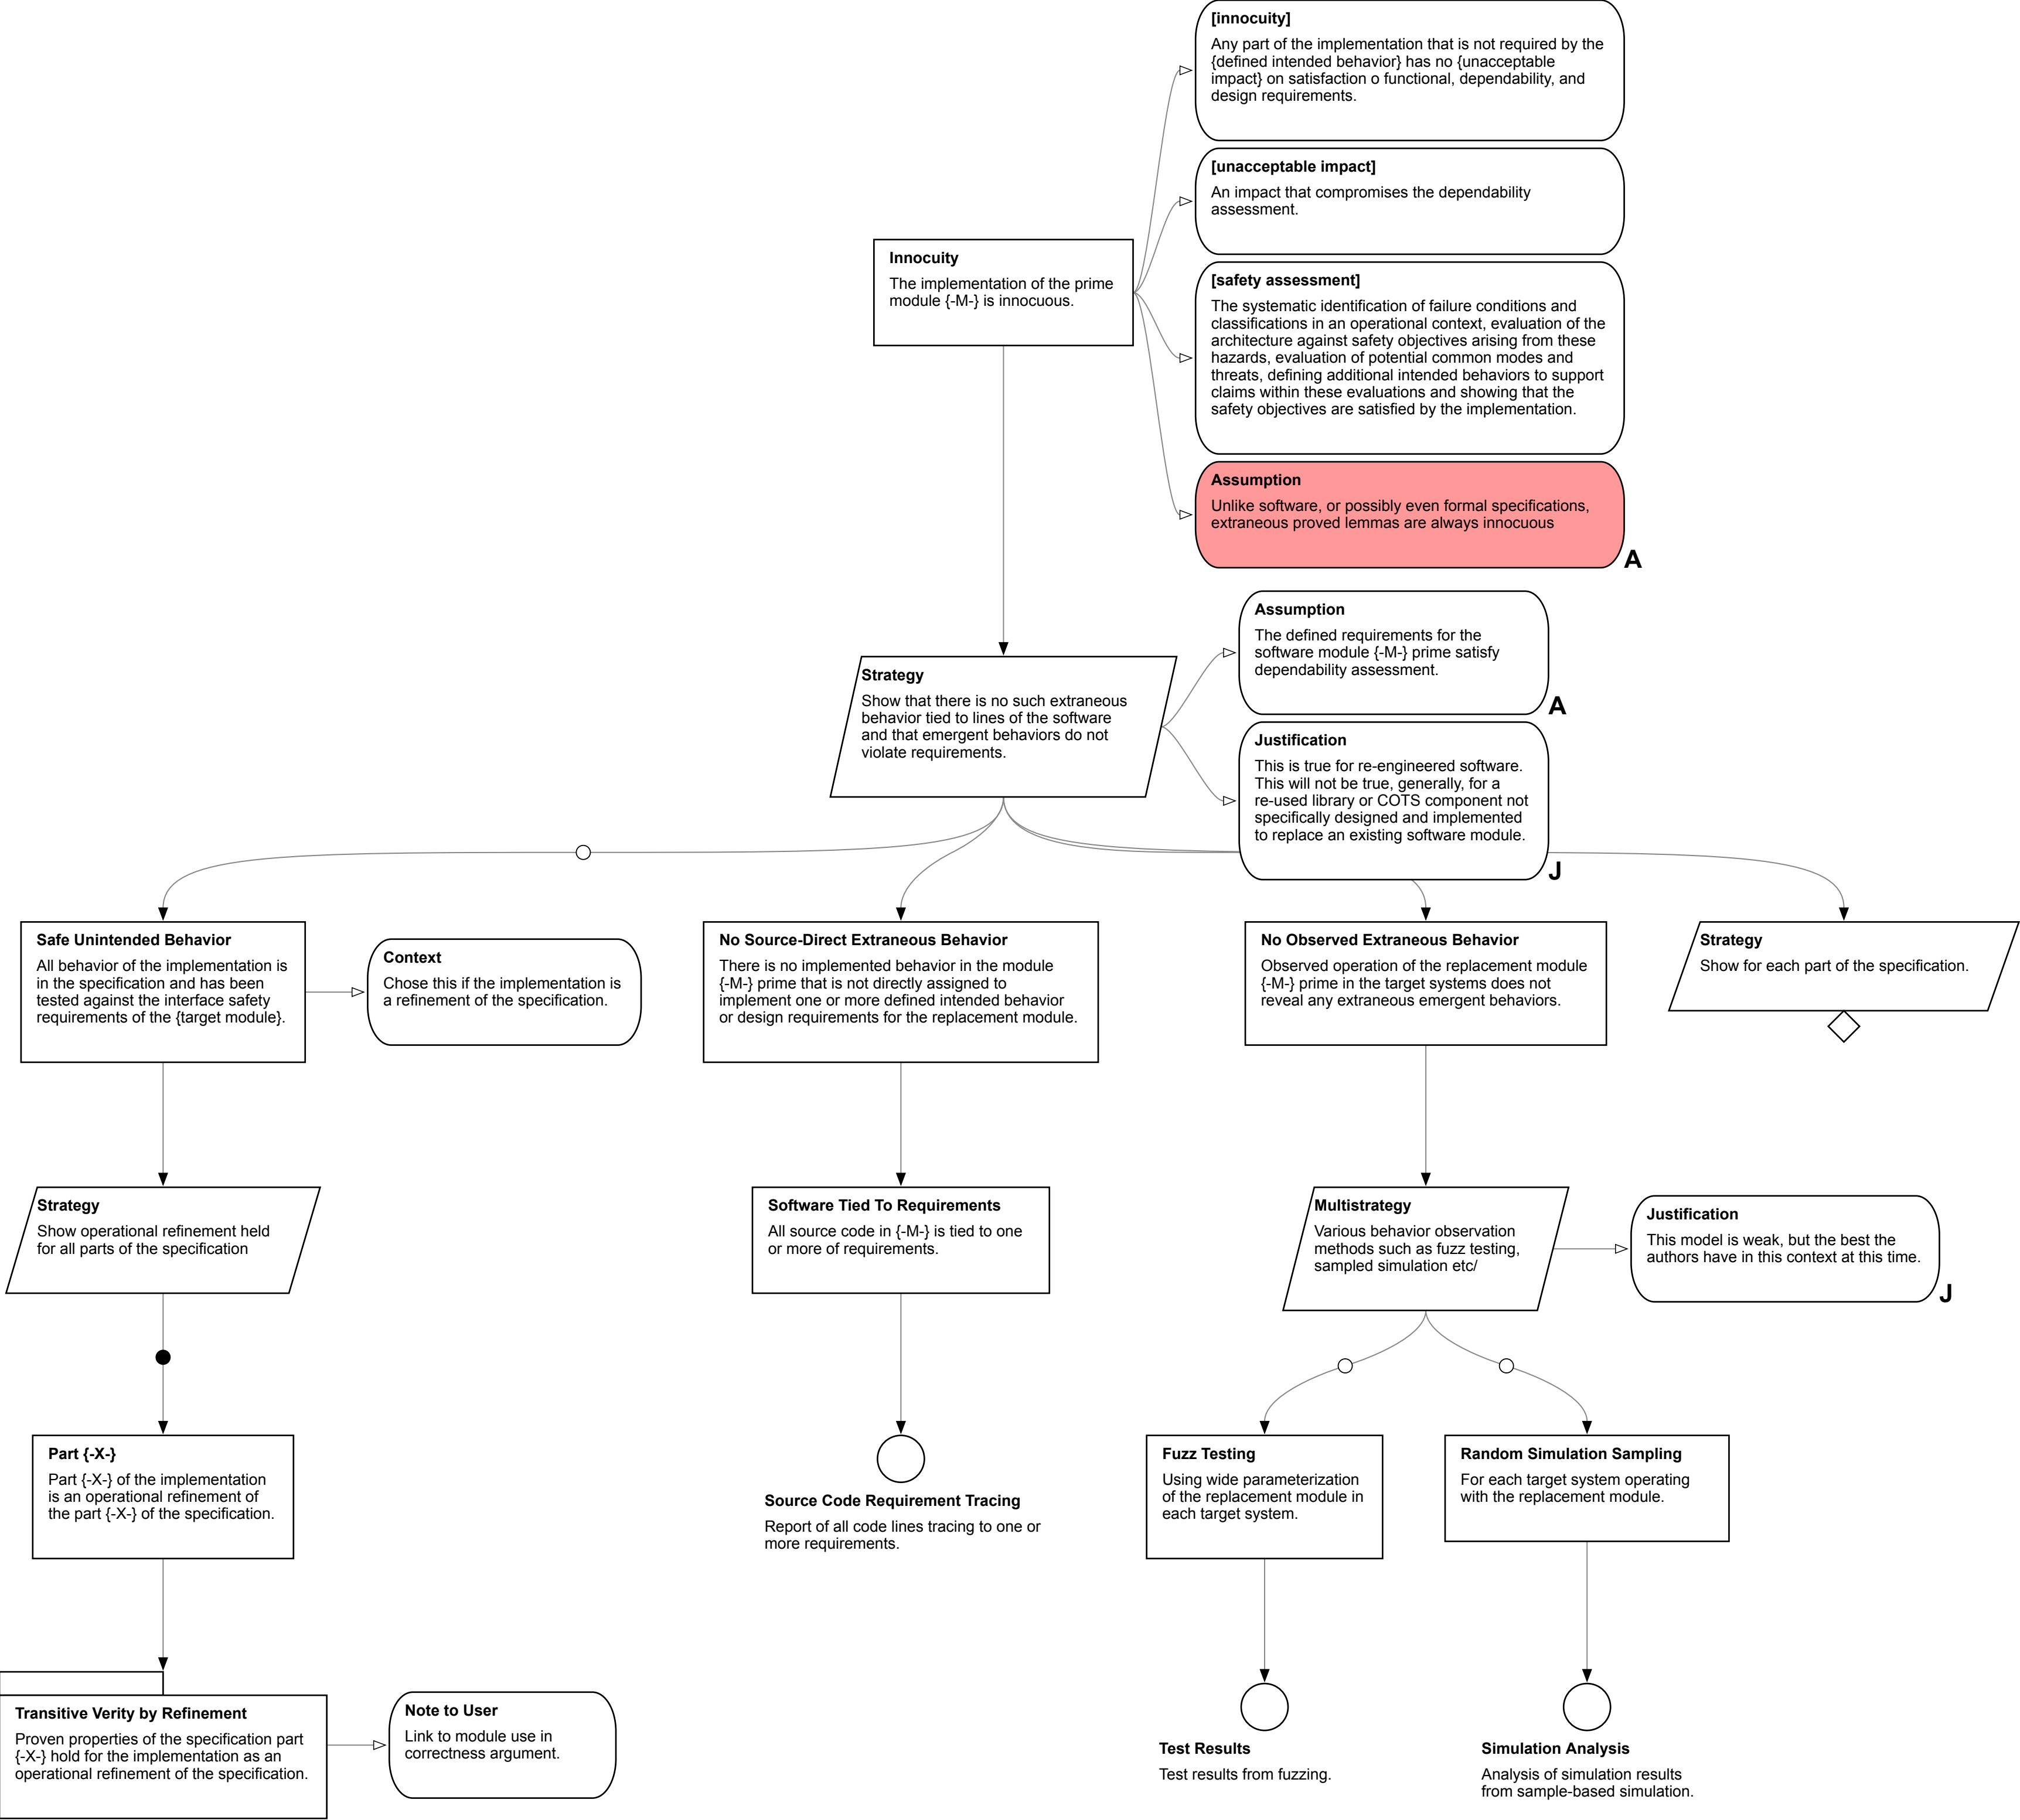 [innocuity]
Any part of the implementation that is not required by the
{defined intended behavior} has no {unacceptable
impact} on satisfaction o functional, dependability, and
design requirements.
[unacceptable impact]
An impact that compromises the dependability
assessment.
Innocuity
The implementation of the prime
module {-M-} is innocuous.
[safety assessment]
The systematic identification of failure conditions and
classifications in an operational context, evaluation of the
architecture against safety objectives arising from these
hazards, evaluation of potential common modes and
threats, defining additional intended behaviors to support
claims within these evaluations and showing that the
safety objectives are satisfied by the implementation.
Assumption
Unlike software, or possibly even formal specifications,
extraneous proved lemmas are always innocuous
A
Strategy
Show that there is no such extraneous
behavior tied to lines of the software
and that emergent behaviors do not
violate requirements.
Assumption
The defined requirements for the
software module {-M-} prime satisfy
dependability assessment.
A
Justification
This is true for re-engineered software.
This will not be true, generally, for a
re-used library or COTS component not
specifically designed and implemented
to replace an existing software module.
J
Safe Unintended Behavior
All behavior of the implementation is
in the specification and has been
tested against the interface safety
requirements of the {target module}.
Context
Chose this if the implementation is
a refinement of the specification.
No Source-Direct Extraneous Behavior
There is no implemented behavior in the module
{-M-} prime that is not directly assigned to
implement one or more defined intended behavior
or design requirements for the replacement module.
No Observed Extraneous Behavior
Observed operation of the replacement module
{-M-} prime in the target systems does not
reveal any extraneous emergent behaviors.
Strategy
Show for each part of the specification.
Strategy
Show operational refinement held
for all parts of the specification
Software Tied To Requirements
All source code in {-M-} is tied to one
or more of requirements.
Multistrategy
Various behavior observation
methods such as fuzz testing,
sampled simulation etc/
Justification
This model is weak, but the best the
authors have in this context at this time.
J
Part {-X-}
Part {-X-} of the implementation
is an operational refinement of
the part {-X-} of the specification.
Source Code Requirement Tracing
Report of all code lines tracing to one or
more requirements.
Fuzz Testing
Using wide parameterization
of the replacement module in
each target system.
Random Simulation Sampling
For each target system operating
with the replacement module.
Transitive Verity by Refinement
Proven properties of the specification part
{-X-} hold for the implementation as an
operational refinement of the specification.
Note to User
Link to module use in
correctness argument.
Test Results
Test results from fuzzing.
Simulation Analysis
Analysis of simulation results
from sample-based simulation.